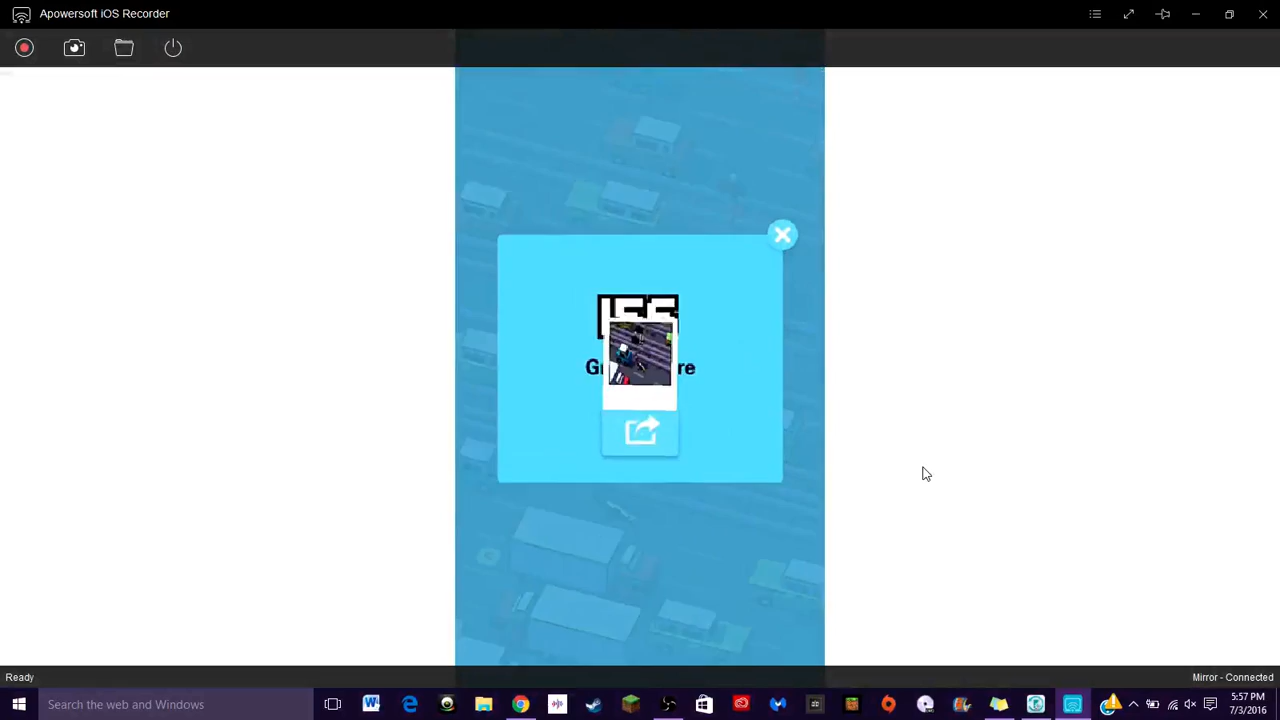 Apowersoft iOS Recorder
Ready
Mirror - Connected
Search the web and Windows
5:57 PM
7/3/2016